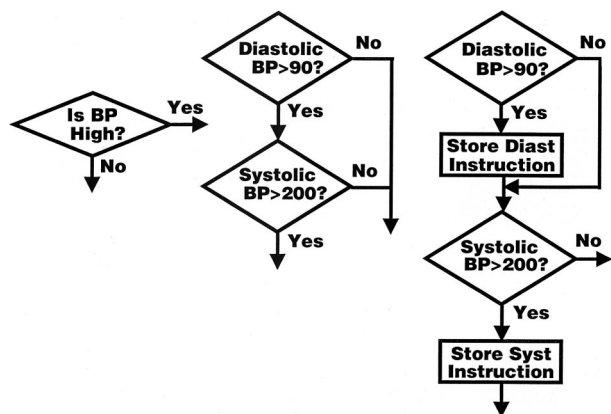 Is BP
High?
Yes
No
Diastolic
BP>90?
No
Yes
Systolic
BP>200?
No
Yes
Diastolic
BP>90?
No
Yes
Store Diast
Instruction
Systolic
BP>200?
No
Yes
Store Syst
Instruction